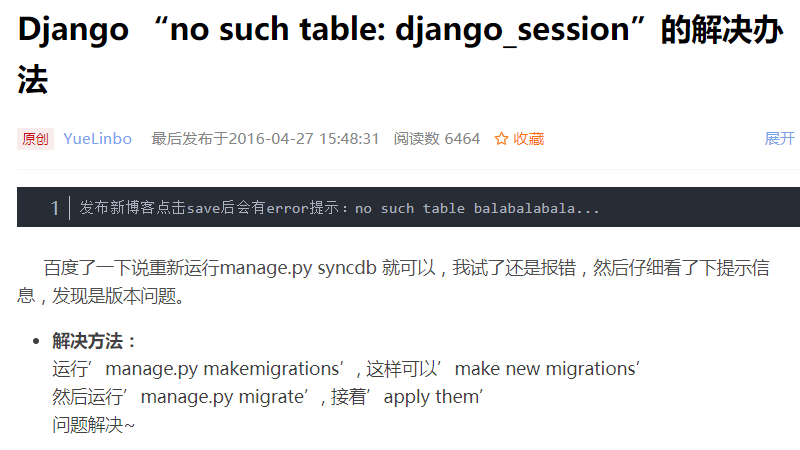 Django “no such table: django_session”的解决办
法
原创 YueLinbo 最后发布于2016-04-27 15:48:31 阅读数 6464 收藏 展开
1 发布新博客点击save后会有error提示：no such table balabalabala...
百度了一下说重新运行manage.py syncdb 就可以，我试了还是报错，然后仔细看了下提示信
息，发现是版本问题。
• 解决方法：
运行’manage.py makemigrations’, 这样可以’make new migrations’
然后运行’manage.py migrate’, 接着’apply them’
问题解决~